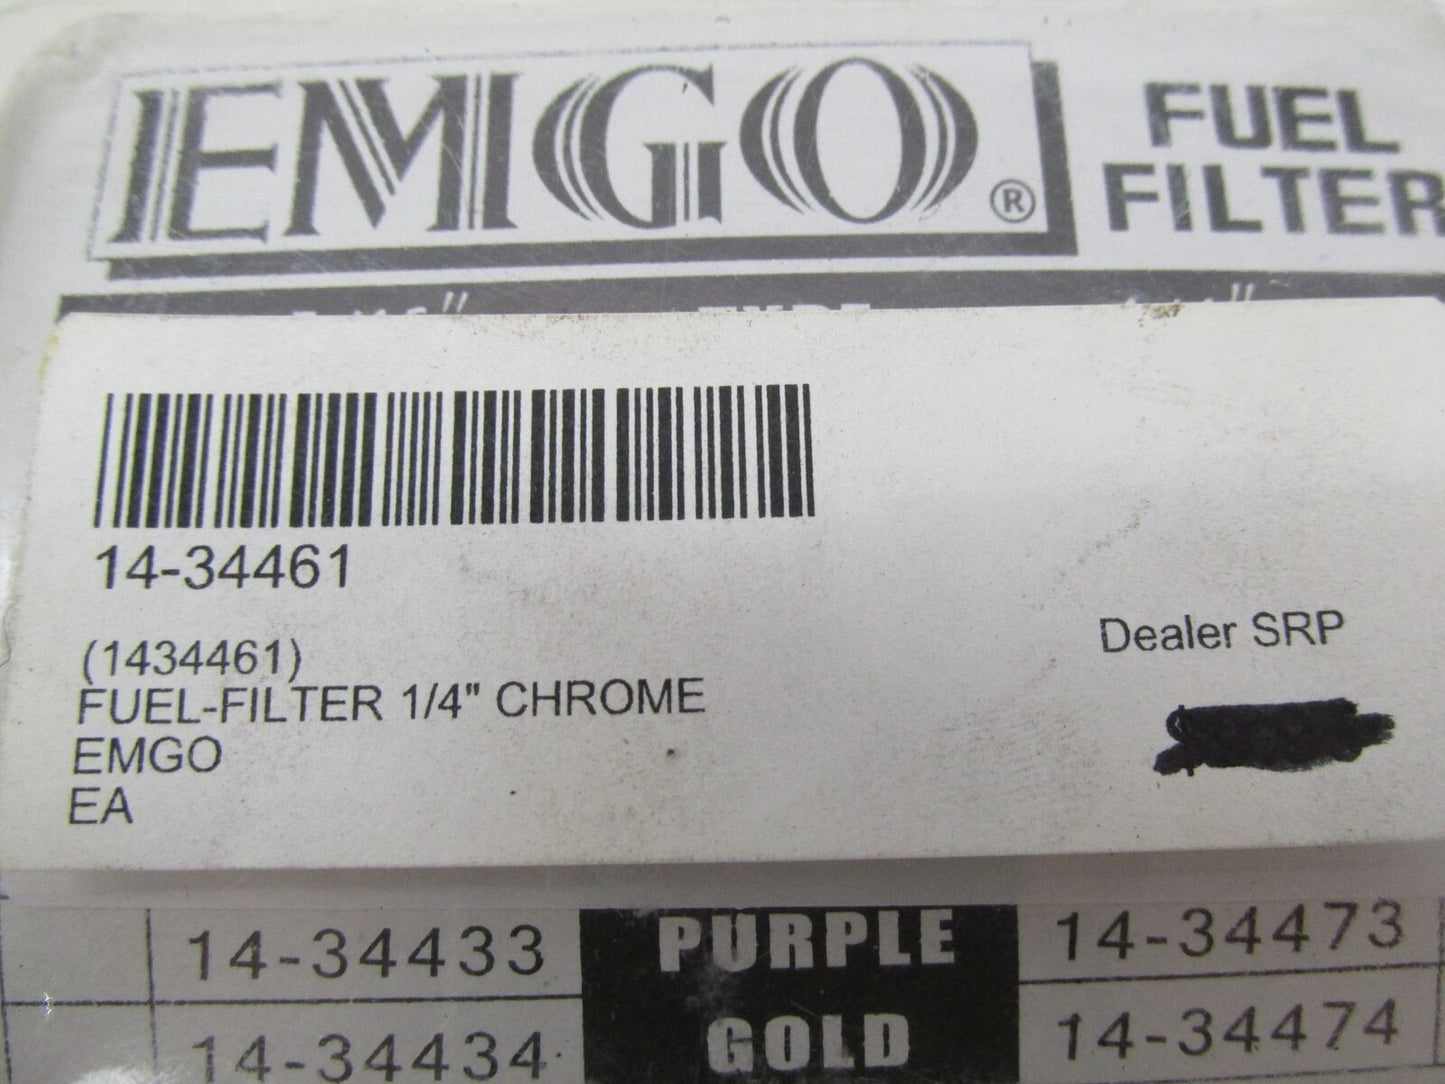 EMGO®
FUEL
FILTER
14-34461
(1434461)
FUEL-FILTER 1/4" CHROME
EMGO
EA
Dealer SRP
14-34433 PURPLE 14-34473
14-34434 GOLD 14-34474